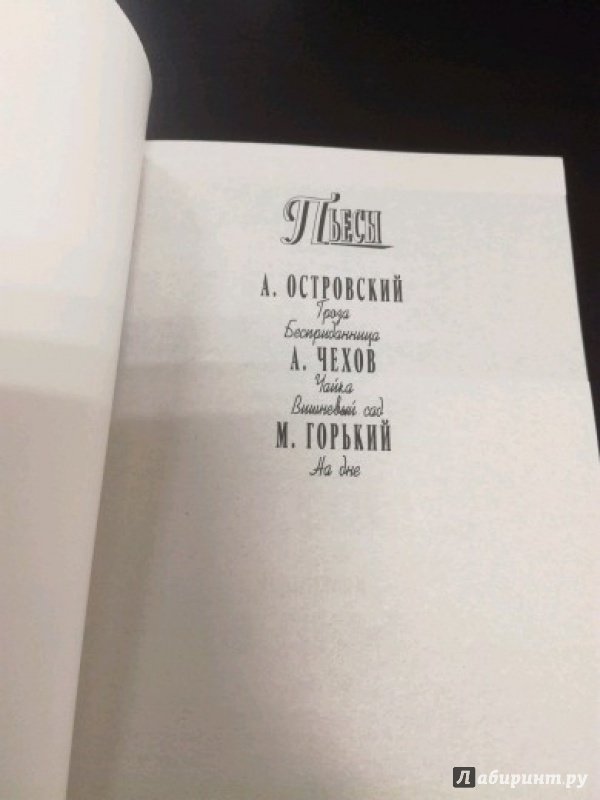 Пьесы
А. ОСТРОВСКИЙ
Гроза
Бесприданница
А. ЧЕХОВ
Чайка
Вишневый сад
М. ГОРЬКИЙ
На дне
Лабиринт.ру